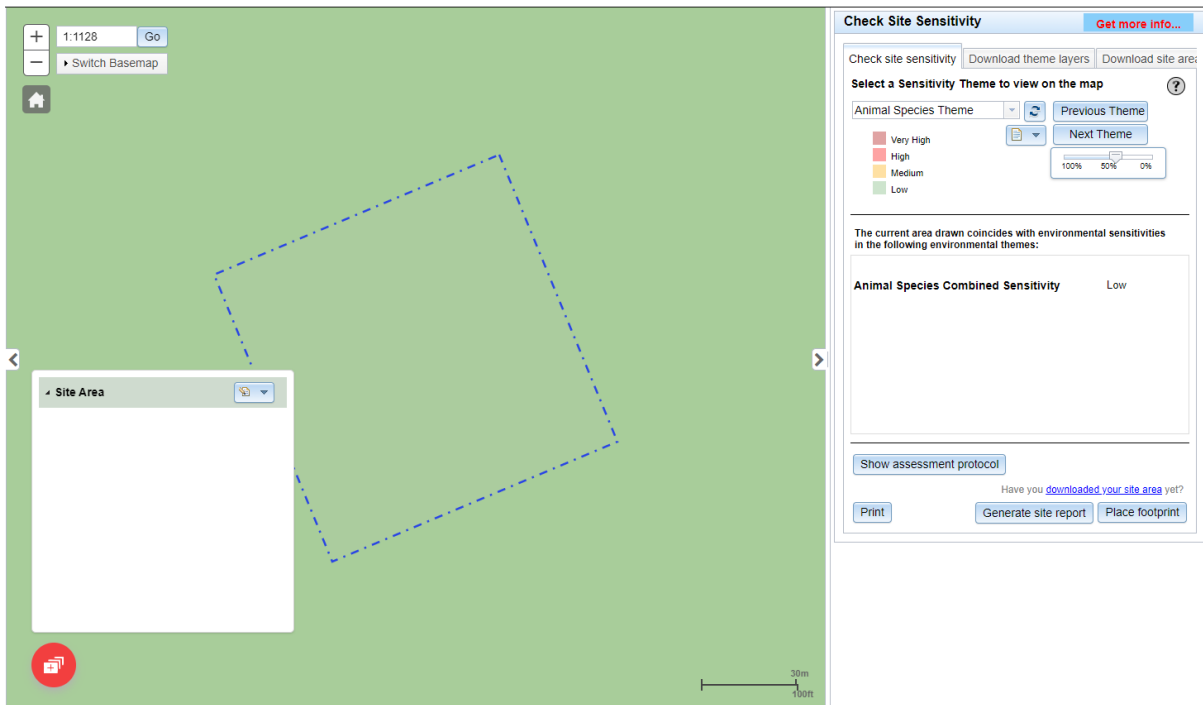 +
1:1128
Go
−
Switch Basemap
Site Area
30m
100ft
Check Site Sensitivity
Get more info...
Check site sensitivity
Download theme layers
Download site area
Select a Sensitivity Theme to view on the map
?
Animal Species Theme
Previous Theme
Next Theme
Very High
High
Medium
Low
100% 50% 0%
The current area drawn coincides with environmental sensitivities
in the following environmental themes:
Animal Species Combined Sensitivity Low
Show assessment protocol
Have you downloaded your site area yet?
Print
Generate site report
Place footprint